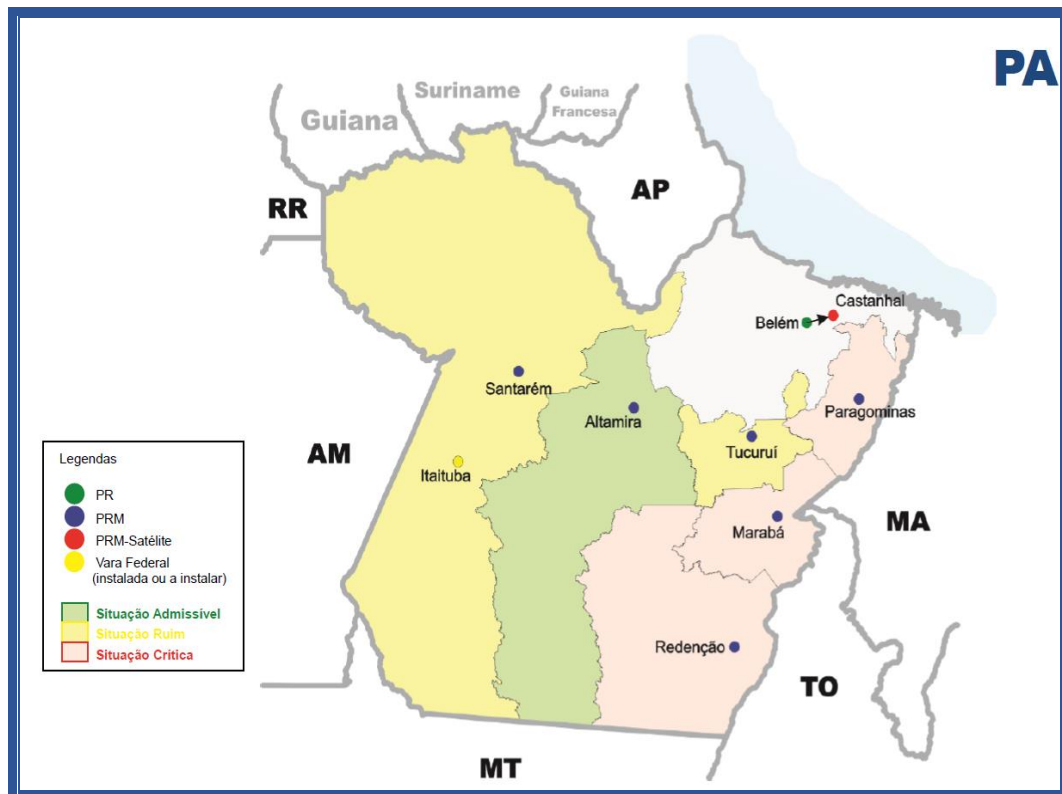 PA
Suriname
Guiana
Francesa
Guiana
AP
RR
Castanhal
Belém
Santarém
Altamira
Paragominas
Tucuruí
Itaituba
AM
Marabá
MA
Redenção
TO
MT
Legendas
PR
PRM
PRM-Satélite
Vara Federal
(instalada ou a instalar)
Situação Admissível
Situação Ruim
Situação Crítica